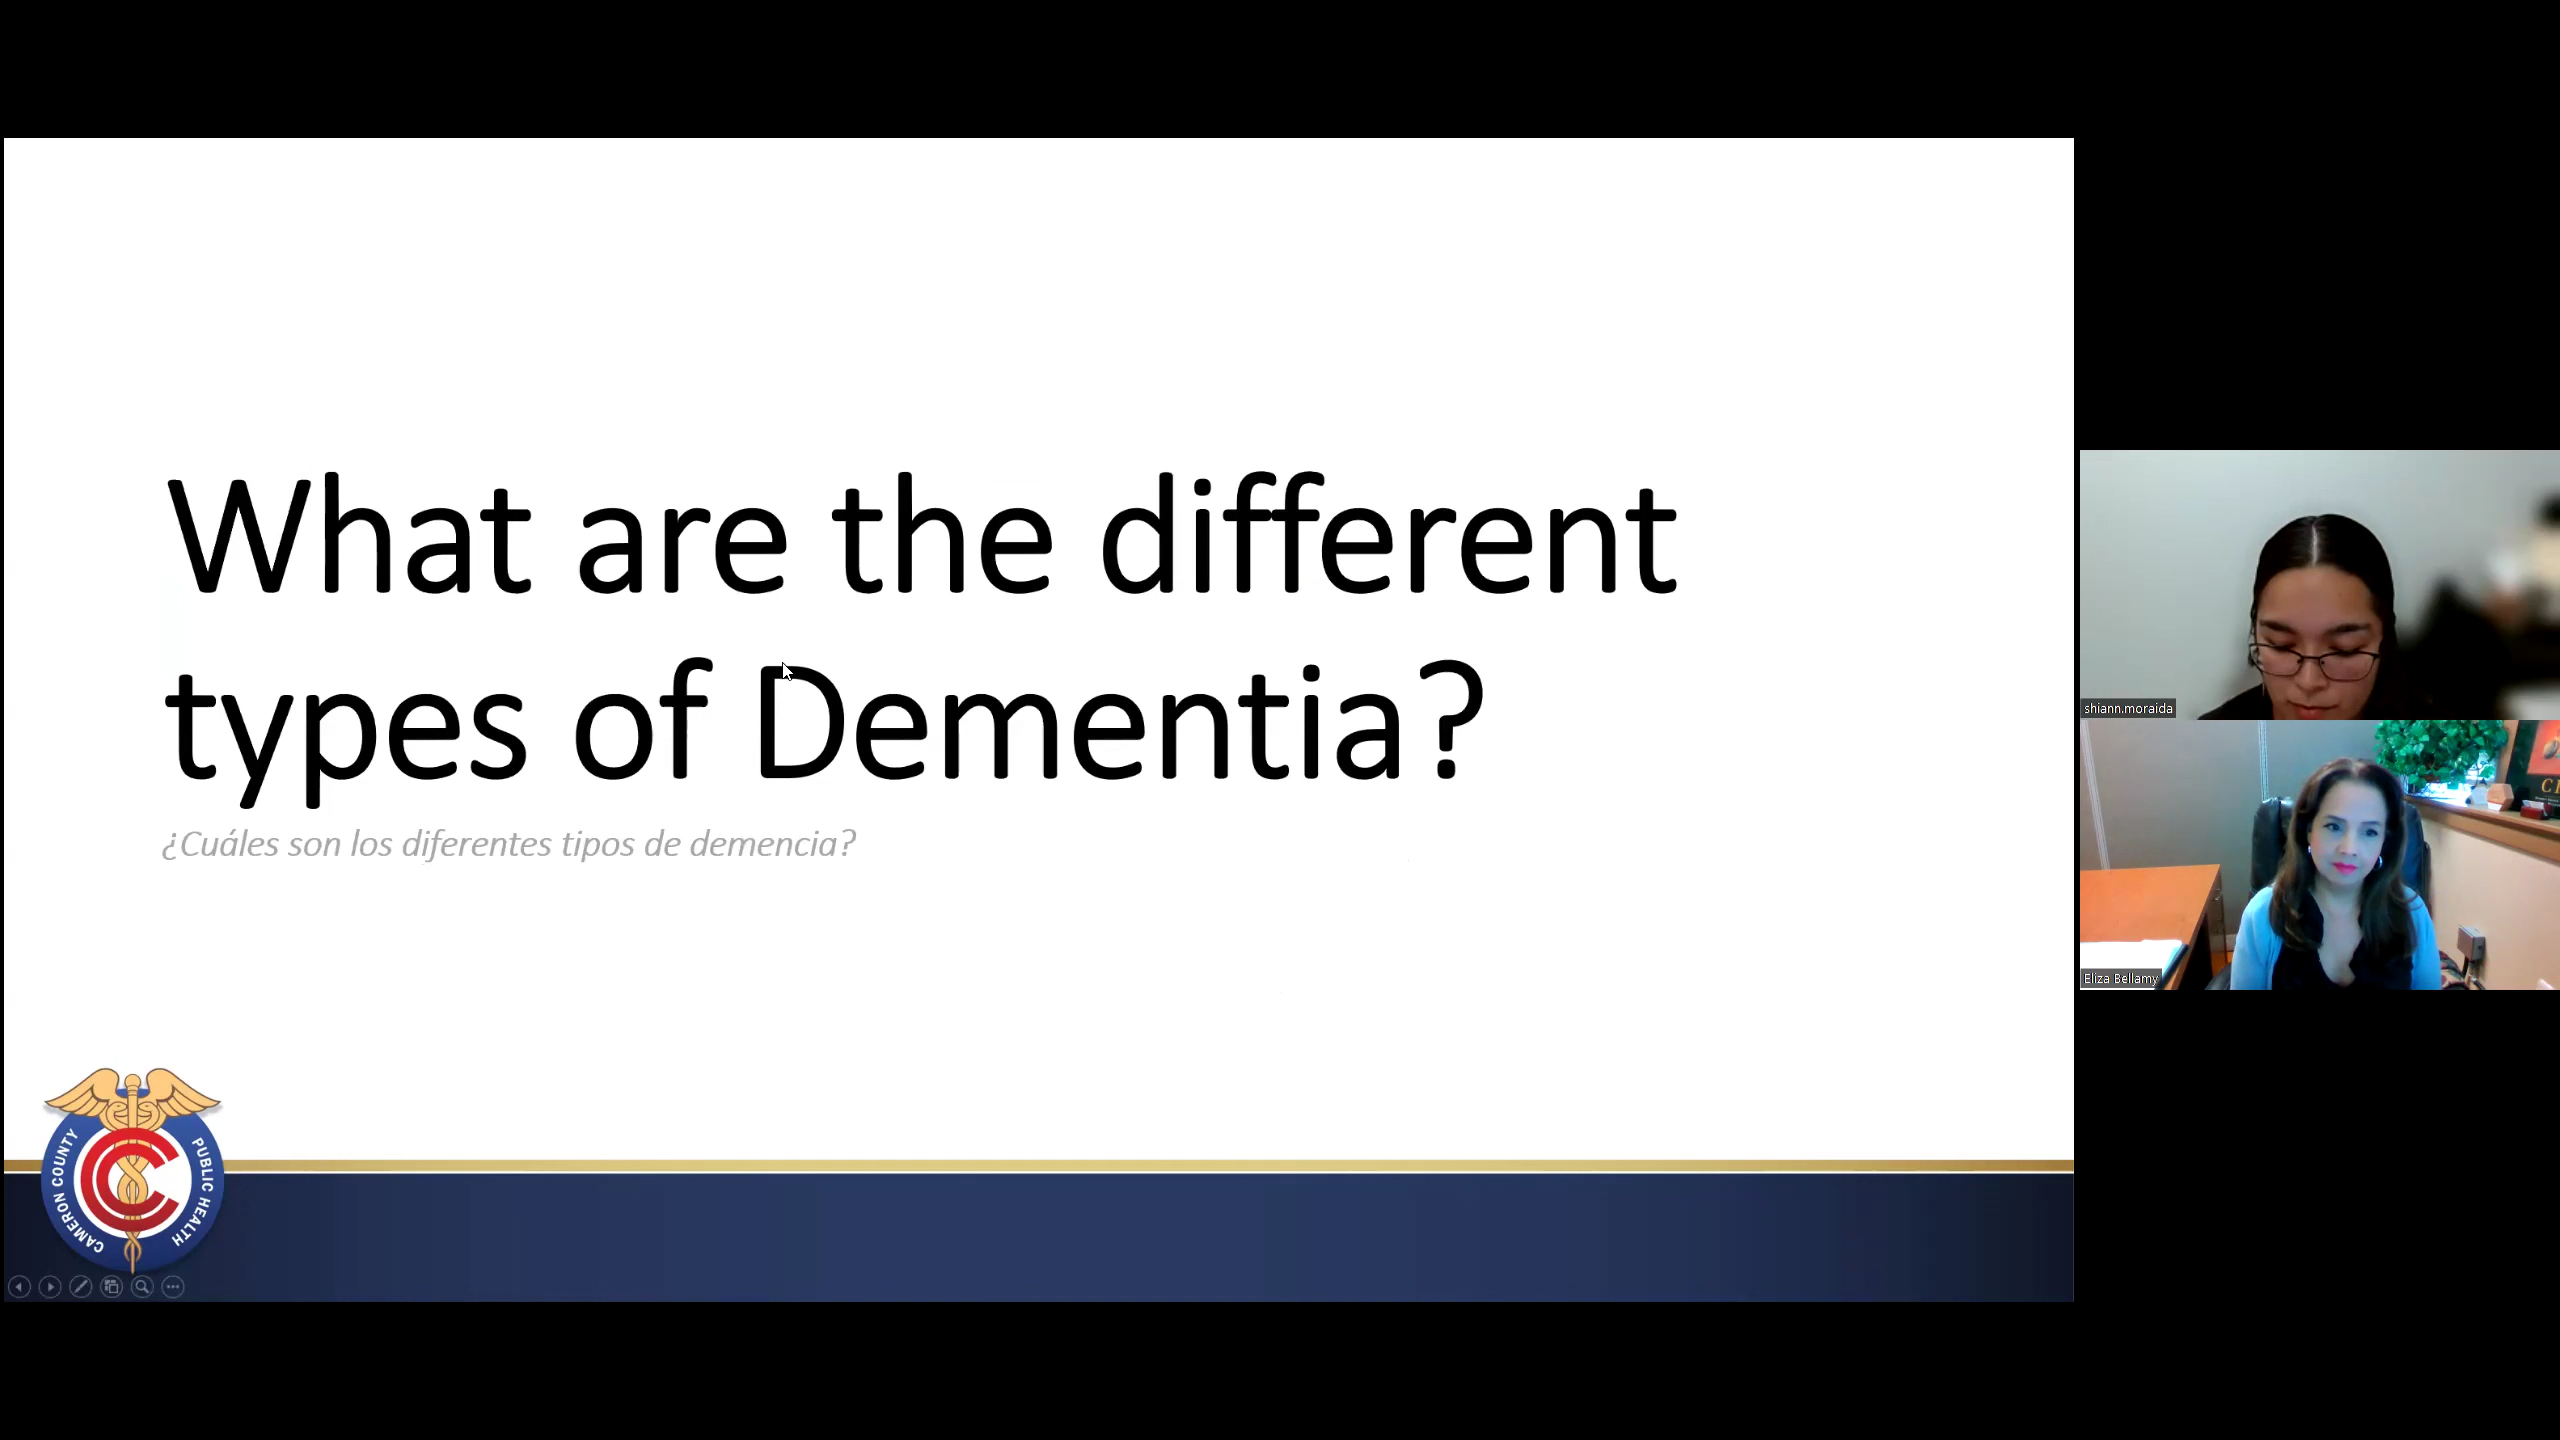 What are the different
types of Dementia?
¿Cuáles son los diferentes tipos de demencia?
CAMERON COUNTY
PUBLIC HEALTH
shiann.moraida
Eliza Bellamy